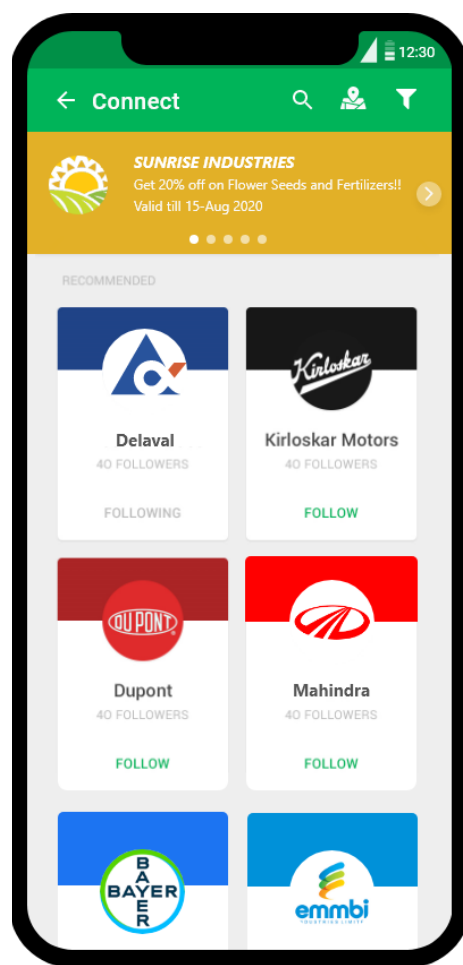 12:30
Connect
SUNRISE INDUSTRIES
Get 20% off on Flower Seeds and Fertilizers!!
Valid till 15-Aug 2020
RECOMMENDED
Delaval
40 FOLLOWERS
FOLLOWING
Kirloskar
Kirloskar Motors
40 FOLLOWERS
FOLLOW
DUPONT
Dupont
40 FOLLOWERS
FOLLOW
Mahindra
40 FOLLOWERS
FOLLOW
BAYER
BAYER
emmbi